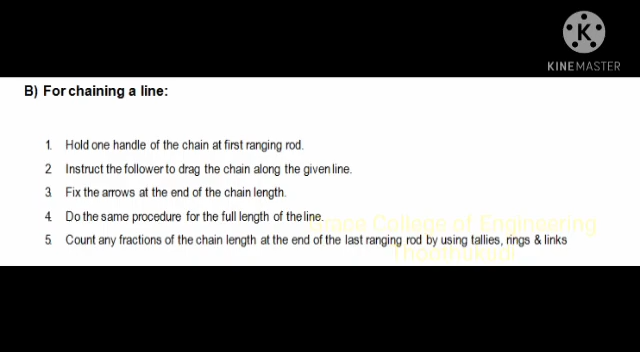 KINEMASTER
B) For chaining a line:
1. Hold one handle of the chain at first ranging rod.
2 Instruct the follower to drag the chain along the given line.
3 Fix the arrows at the end of the chain length.
4 Do the same procedure for the full length of the line.
Grace College of Engineering
5 Count any fractions of the chain length at the end of the last ranging rod by using tallies, rings & links
Thoothukudi